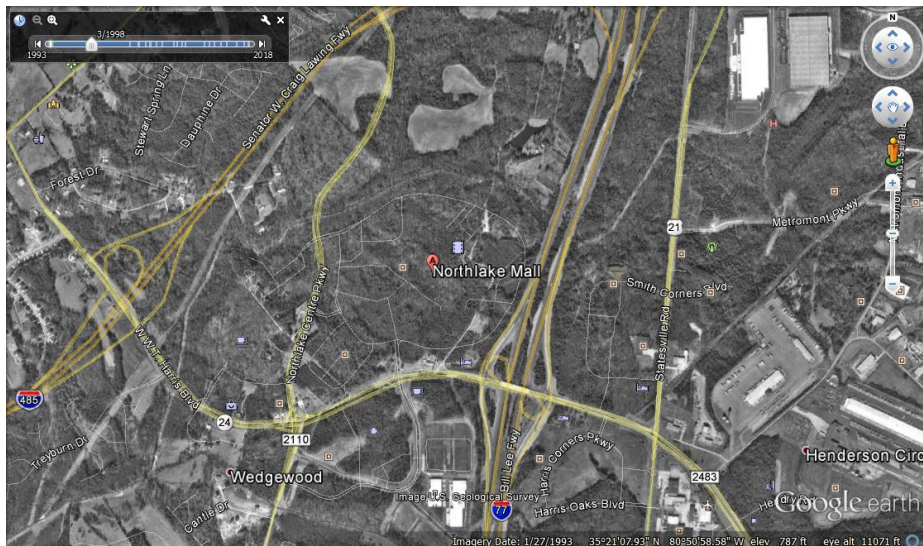 3/1998
1993
2018
N
Stewart Spring Ln
Dauphine Dr
Senator W. Craig Lawing Fwy
Forest Dr
H
21
Metromont Pkwy
A
Northlake Mall
Smith Corners Blvd
Northlake Centre Pkwy
W W.T. Harris Blvd
Statesville Rd
485
24
2110
Treyburn Dr
Bill Lee Fwy
Harris Corners Pkwy
Henderson Circ
Wedgewood
2483
Image U.S. Geological Survey
Cantle Dr
77
Harris Oaks Blvd
Google earth
Imagery Date: 1/27/1993 35°21'07.93" N 80°50'58.58" W elev 787 ft eye alt 11071 ft